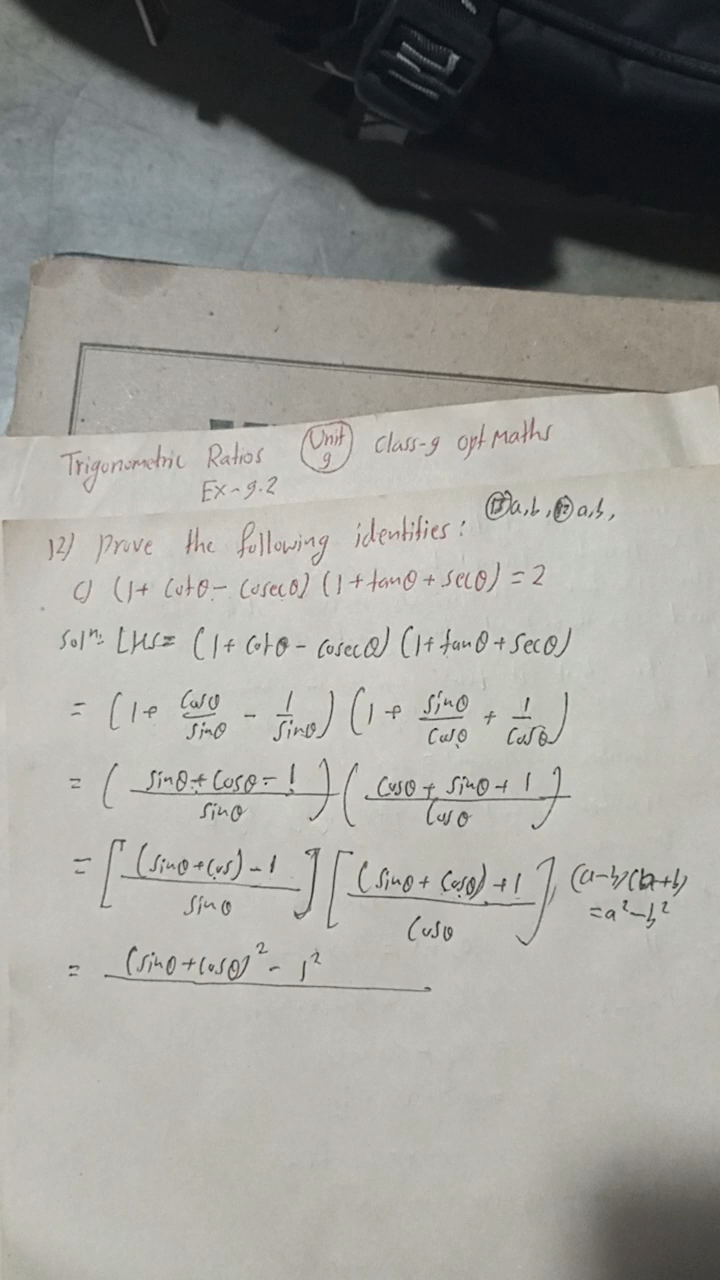 Trigonometric Ratios Unit 9 Class-9 Opt Maths
Ex-9.2
a,b, a,b,
12) Prove the following identities:
c) (1+ Cotθ - Cosecθ) (1+tanθ + secθ) = 2
Solⁿ: LHS= (1+ Cotθ - Cosecθ) (1+tanθ + Secθ)
= (1+ Cosθ/Sinθ - 1/Sinθ) (1+ Sinθ/Cosθ + 1/Cosθ)
= (Sinθ+Cosθ-1/Sinθ) (Cosθ+Sinθ+1/Cosθ)
= [(Sinθ+Cos)-1/Sinθ] [(Sinθ+Cosθ)+1/Cosθ], (a-b)(a+b)
=a²-b²
= (Sinθ+Cosθ)² - 1²